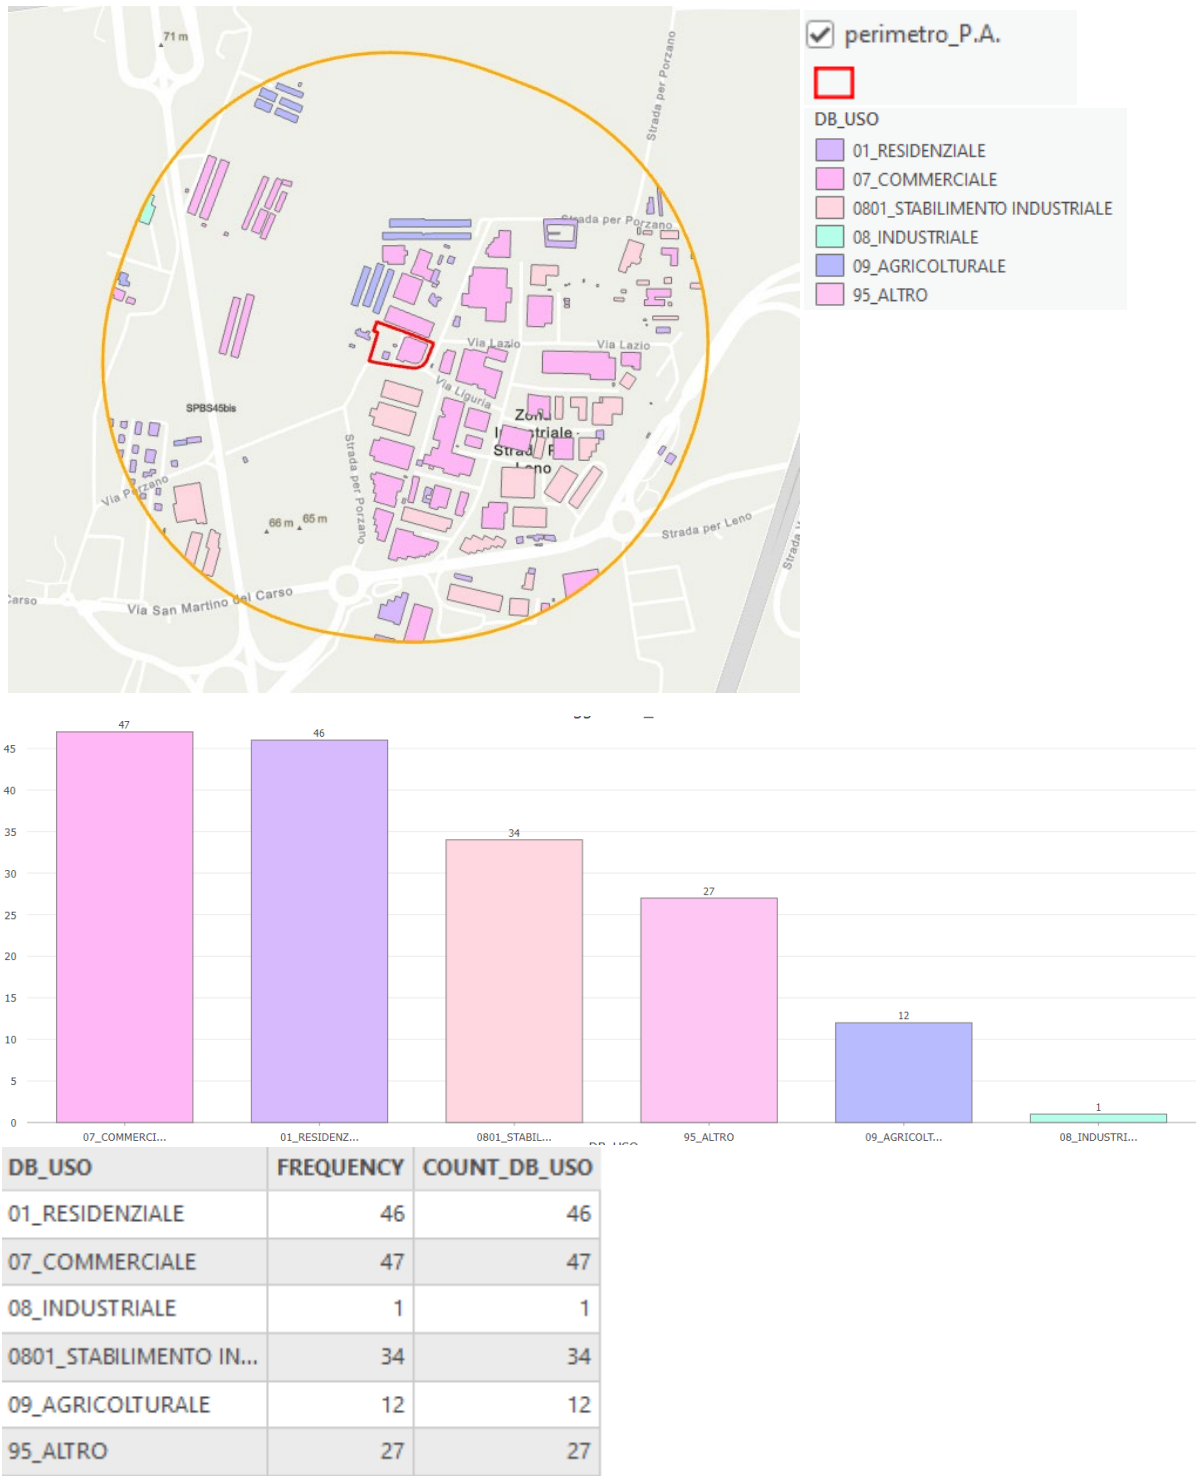 71 m
Strada per Porzano
Strada per Porzano
Via Lazio
Via Lazio
Via Liguria
SPBS45bis
Strada per Porzano
Via Porzano
66 m
65 m
Strada per Leno
Via San Martino del Carso
Carso
Strada
perimetro_P.A.
DB_USO
01_RESIDENZIALE
07_COMMERCIALE
0801_STABILIMENTO INDUSTRIALE
08_INDUSTRIALE
09_AGRICOLTURALE
95_ALTRO
47
46
34
27
12
1
45
40
35
30
25
20
15
10
5
0
07_COMMERCI...
01_RESIDENZ...
0801_STABIL...
95_ALTRO
09_AGRICOLT...
08_INDUSTRI...
DB_USO FREQUENCY COUNT_DB_USO
01_RESIDENZIALE 46 46
07_COMMERCIALE 47 47
08_INDUSTRIALE 1 1
0801_STABILIMENTO IN... 34 34
09_AGRICOLTURALE 12 12
95_ALTRO 27 27